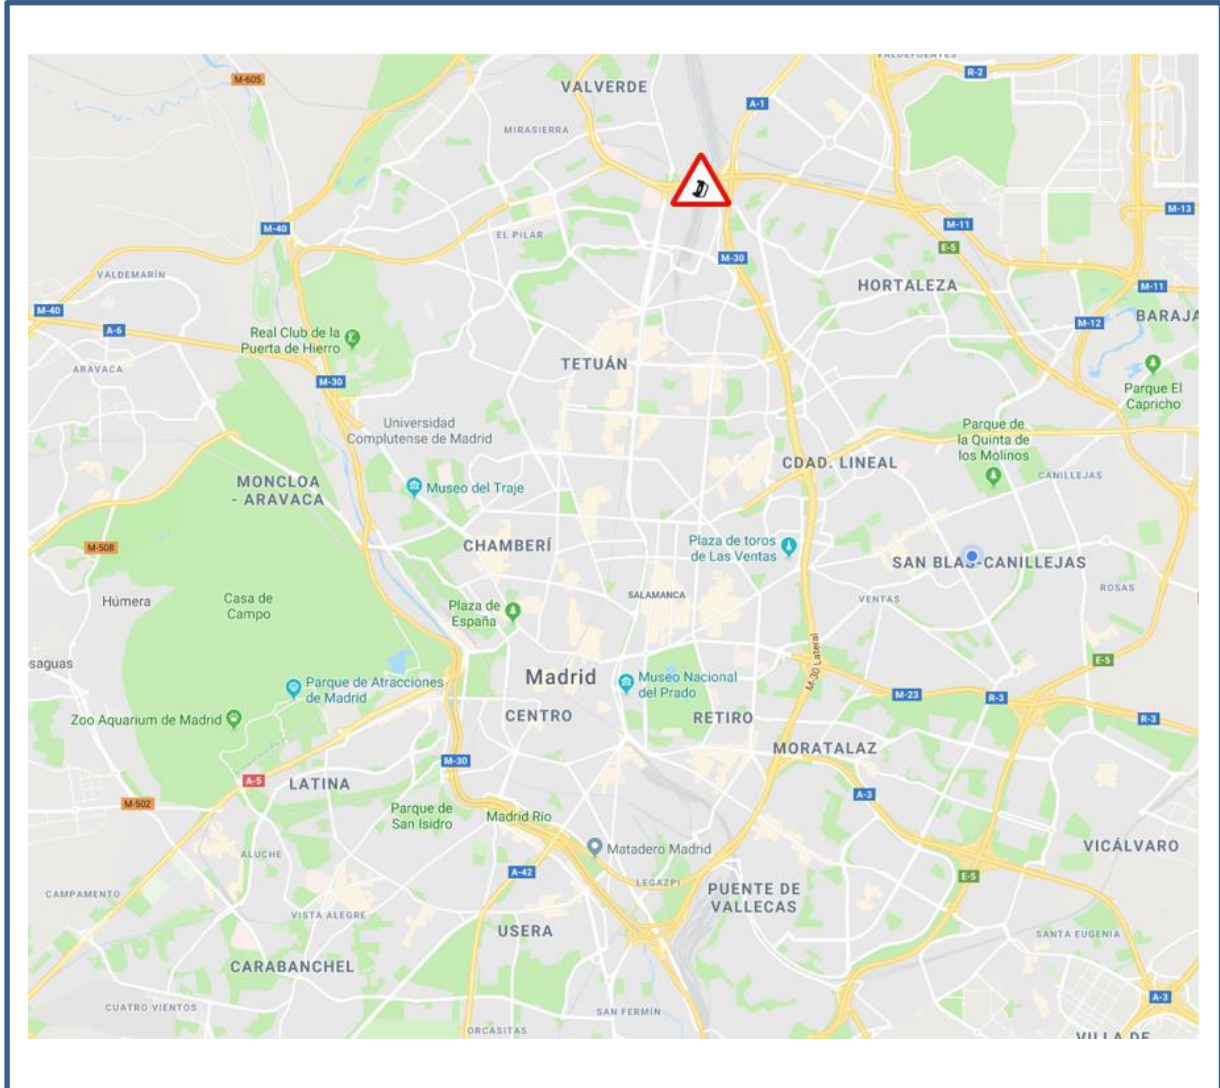 VALDEFUENTES
M-605
R-2
VALVERDE
A-1
MIRASIERRA
M-13
M-40
M-11
EL PILAR
E-5
M-30
VALDEMARÍN
HORTALEZA
M-11
M-40
BARAJA
A-6
M-12
Real Club de la
Puerta de Hierro
TETUÁN
ARAVACA
M-30
Parque El
Capricho
Universidad
Complutense de Madrid
Parque de
la Quinta de
los Molinos
CDAD. LINEAL
CANILLEJAS
MONCLOA
- ARAVACA
Museo del Traje
M-508
CHAMBERÍ
Plaza de toros
de Las Ventas
SAN BLAS-CANILLEJAS
ROSAS
Húmera
Casa de
Campo
Plaza de
España
SALAMANCA
VENTAS
osaguas
M-30 Lateral
E-5
Parque de Atracciones
de Madrid
Madrid
Museo Nacional
del Prado
M-23
R-3
R-3
Zoo Aquarium de Madrid
CENTRO
RETIRO
MORATALAZ
M-30
A-5
LATINA
A-3
M-502
Parque de
San Isidro
Madrid Río
Matadero Madrid
VICÁLVARO
ALUCHE
A-42
LEGAZPI
E-5
CAMPAMENTO
PUENTE DE
VALLECAS
VISTA ALEGRE
USERA
SANTA EUGENIA
CARABANCHEL
A-3
CUATRO VIENTOS
SAN FERMÍN
ORCASITAS
VILLA DE